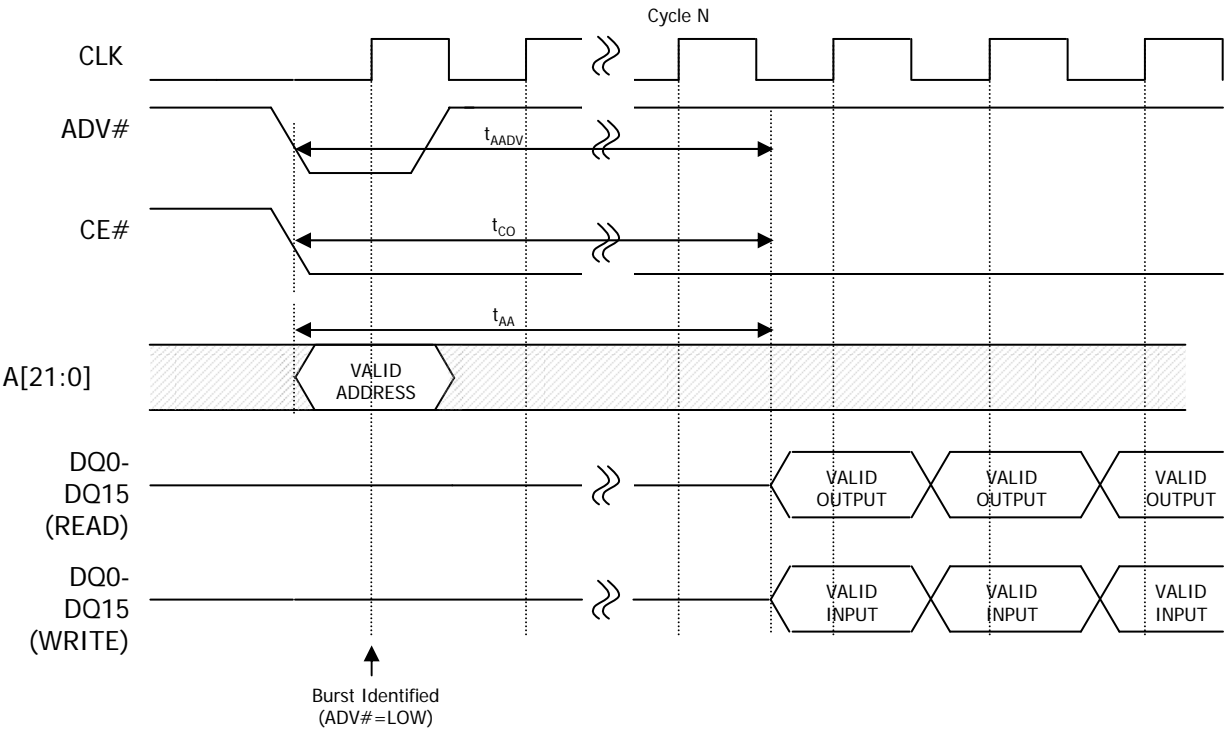 Cycle N
CLK
ADV#
tAADV
CE#
tCO
tAA
A[21:0]
VALID
ADDRESS
DQ0-
DQ15
(READ)
VALID
OUTPUT
VALID
OUTPUT
VALID
OUTPUT
DQ0-
DQ15
(WRITE)
VALID
INPUT
VALID
INPUT
VALID
INPUT
Burst Identified
(ADV#=LOW)